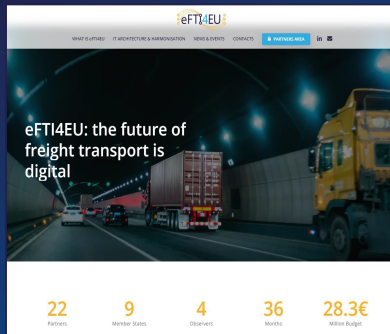 eFTI4EU
WHAT IS eFTI4EU IT ARCHITECTURE & HARMONISATION NEWS & EVENTS CONTACTS PARTNERS AREA in
eFTI4EU: the future of
freight transport is
digital
22 9 4 36 28.3€
Partners Member States Observers Months Million Budget